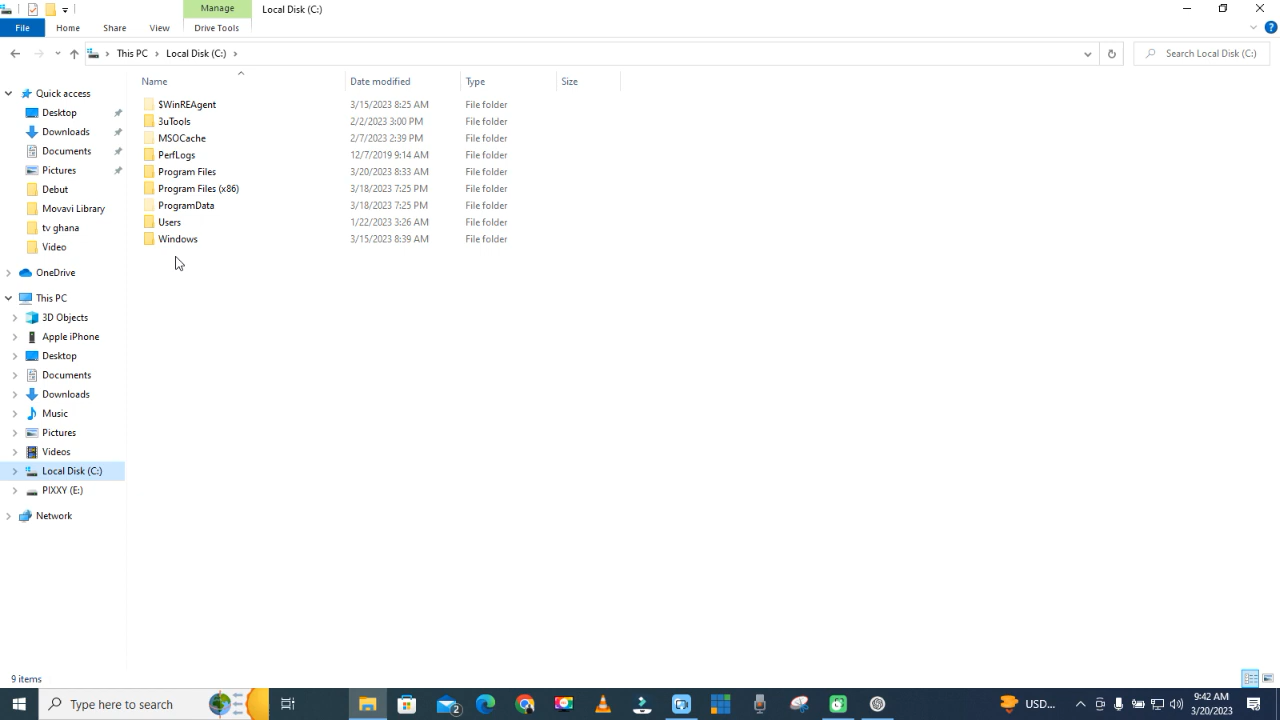 Manage
Local Disk (C:)
File
Home
Share
View
Drive Tools
This PC
Local Disk (C:)
Search Local Disk (C:)
Name
Date modified
Type
Size
$WinREAgent 3/15/2023 8:25 AM File folder
3uTools 2/2/2023 3:00 PM File folder
MSOCache 2/7/2023 2:39 PM File folder
PerfLogs 12/7/2019 9:14 AM File folder
Program Files 3/20/2023 8:33 AM File folder
Program Files (x86) 3/18/2023 7:25 PM File folder
ProgramData 3/18/2023 7:25 PM File folder
Users 1/22/2023 3:26 AM File folder
Windows 3/15/2023 8:39 AM File folder
Quick access
Desktop
Downloads
Documents
Pictures
Debut
Movavi Library
tv ghana
Video
OneDrive
This PC
3D Objects
Apple iPhone
Desktop
Documents
Downloads
Music
Pictures
Videos
Local Disk (C:)
PIXXY (E:)
Network
9 items
Type here to search
2
USD...
9:42 AM
3/20/2023